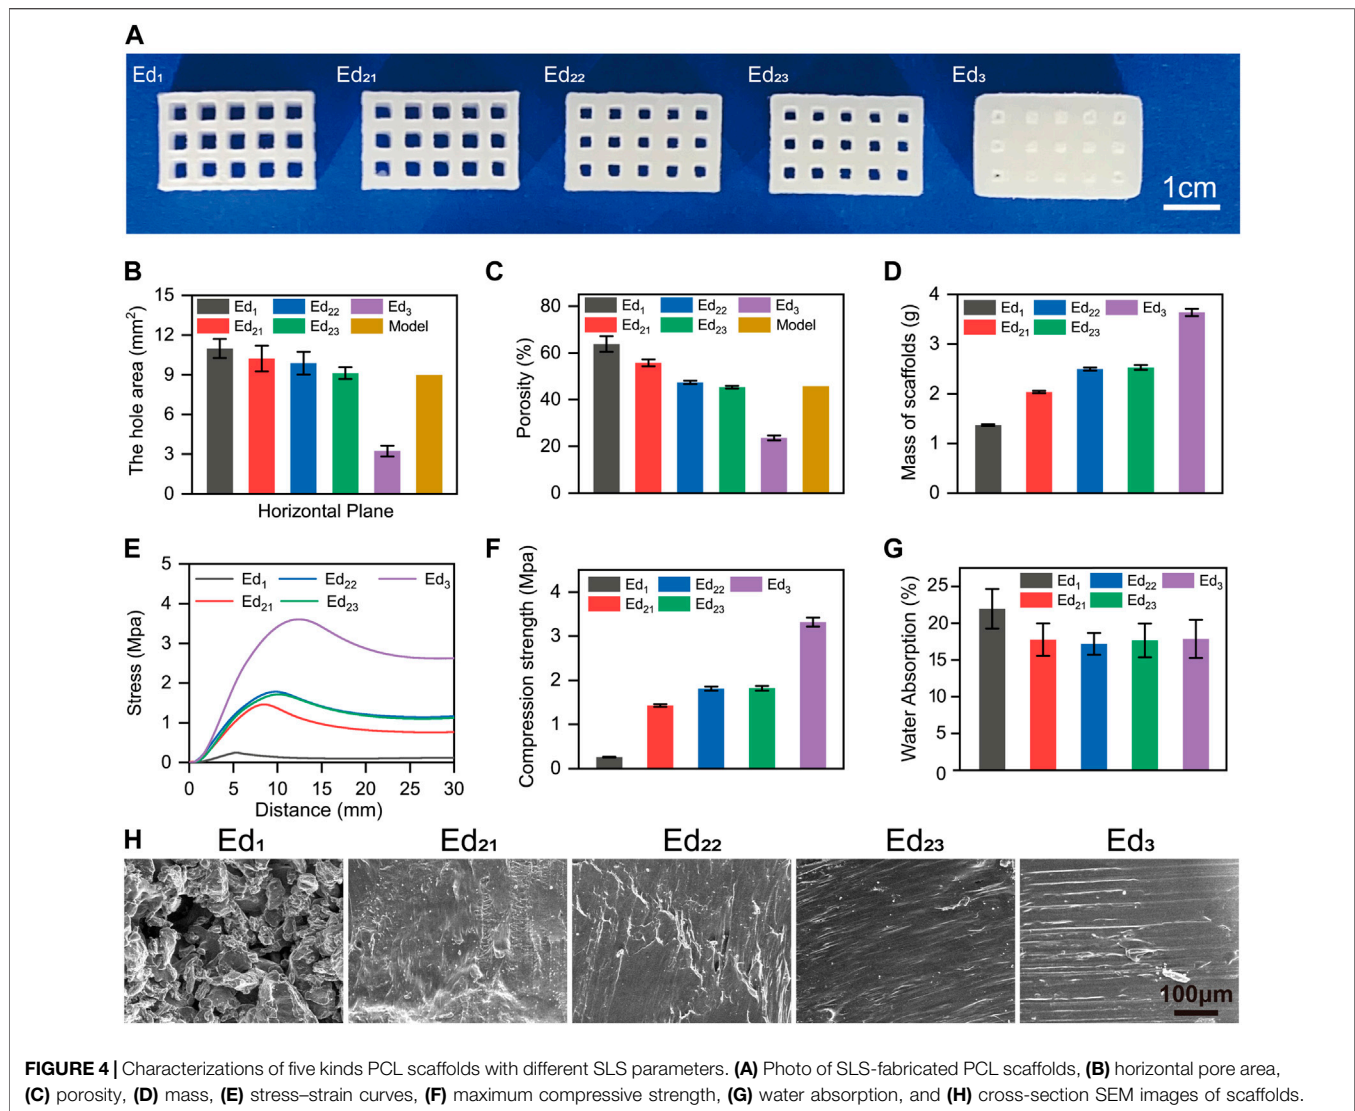 A
Ed₁ Ed₂₁ Ed₂₂ Ed₂₃ Ed₃
1cm
B
The hole area (mm²)
15
12
9
6
3
0
Ed₁ Ed₂₂ Ed₃
Ed₂₁ Ed₂₃ Model
Horizontal Plane
C
Porosity (%)
80
60
40
20
0
Ed₁ Ed₂₂ Ed₃
Ed₂₁ Ed₂₃ Model
D
Mass of scaffolds (g)
4
3
2
1
0
Ed₁ Ed₂₂ Ed₃
Ed₂₁ Ed₂₃
E
Stress (Mpa)
5
4
3
2
1
0
Ed₁ Ed₂₂ Ed₃
Ed₂₁ Ed₂₃
0 5 10 15 20 25 30
Distance (mm)
F
Compression strength (Mpa)
4
3
2
1
0
Ed₁ Ed₂₂ Ed₃
Ed₂₁ Ed₂₃
G
Water Absorption (%)
25
20
15
10
5
0
Ed₁ Ed₂₂ Ed₃
Ed₂₁ Ed₂₃
H Ed₁ Ed₂₁ Ed₂₂ Ed₂₃ Ed₃
100μm
FIGURE 4 | Characterizations of five kinds PCL scaffolds with different SLS parameters. (A) Photo of SLS-fabricated PCL scaffolds, (B) horizontal pore area,
(C) porosity, (D) mass, (E) stress–strain curves, (F) maximum compressive strength, (G) water absorption, and (H) cross-section SEM images of scaffolds.